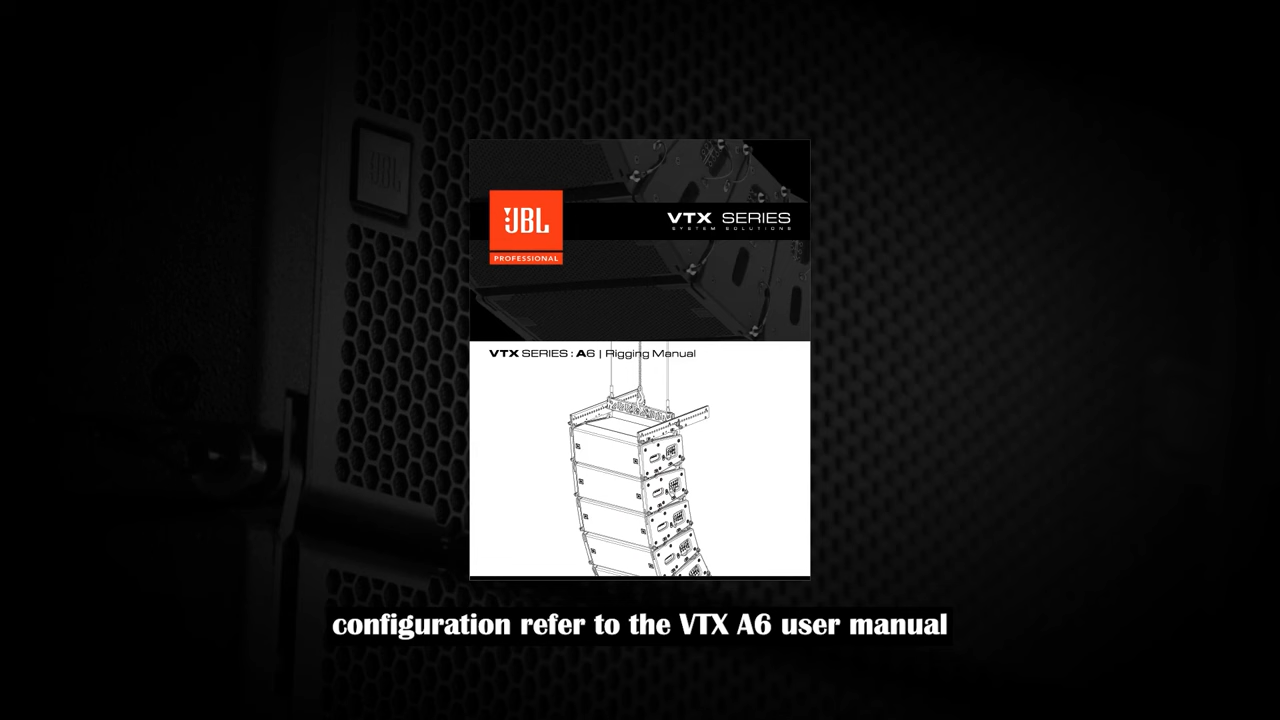 JBL
JBL
PROFESSIONAL
VTX SERIES
SYSTEM SOLUTIONS
VTX SERIES : A6 | Rigging Manual
configuration refer to the VTX A6 user manual